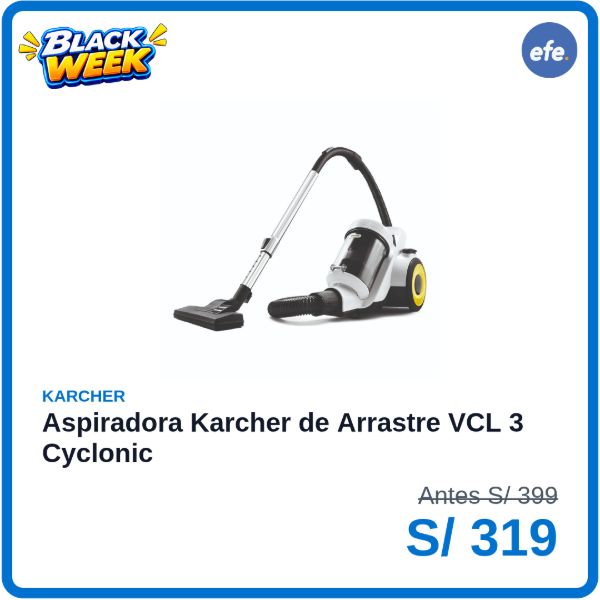 BLACK
WEEK
efe.
KARCHER
Aspiradora Karcher de Arrastre VCL 3
Cyclonic
Antes S/ 399
S/ 319